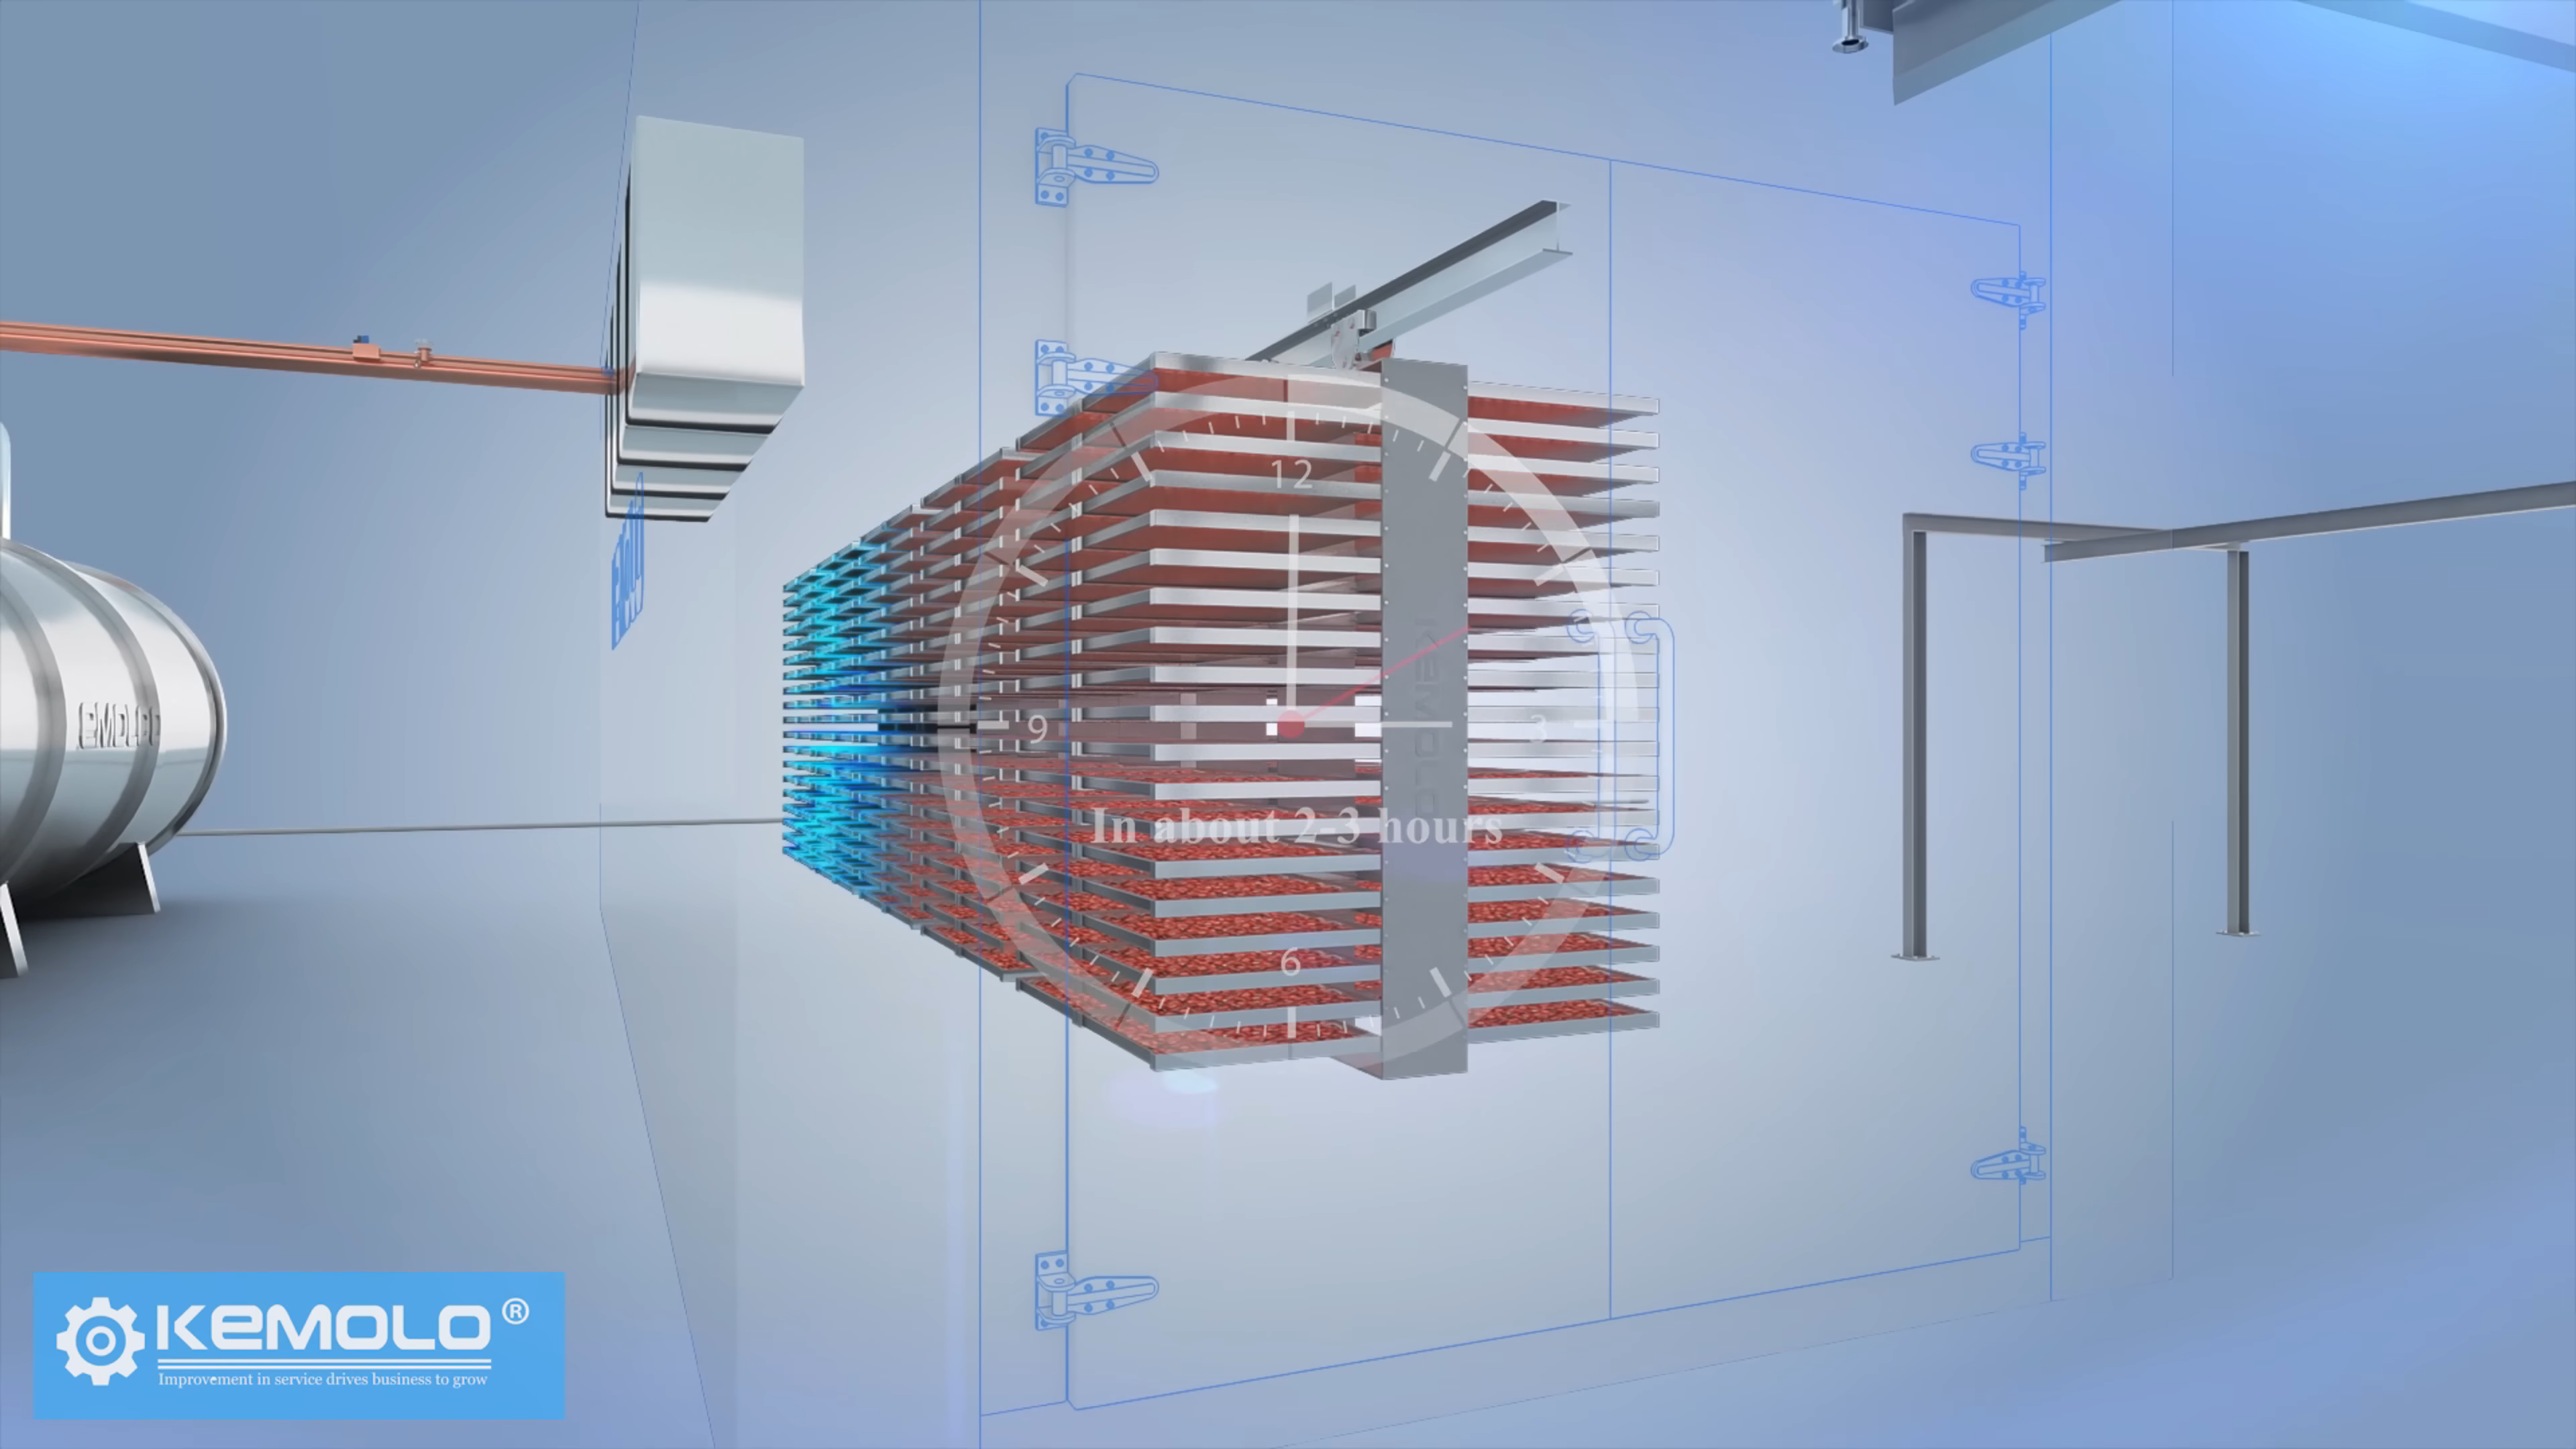 12
9
3
In about 2-3 hours
6
KEMOLO
KeMOLO®
Improvement in service drives business to grow